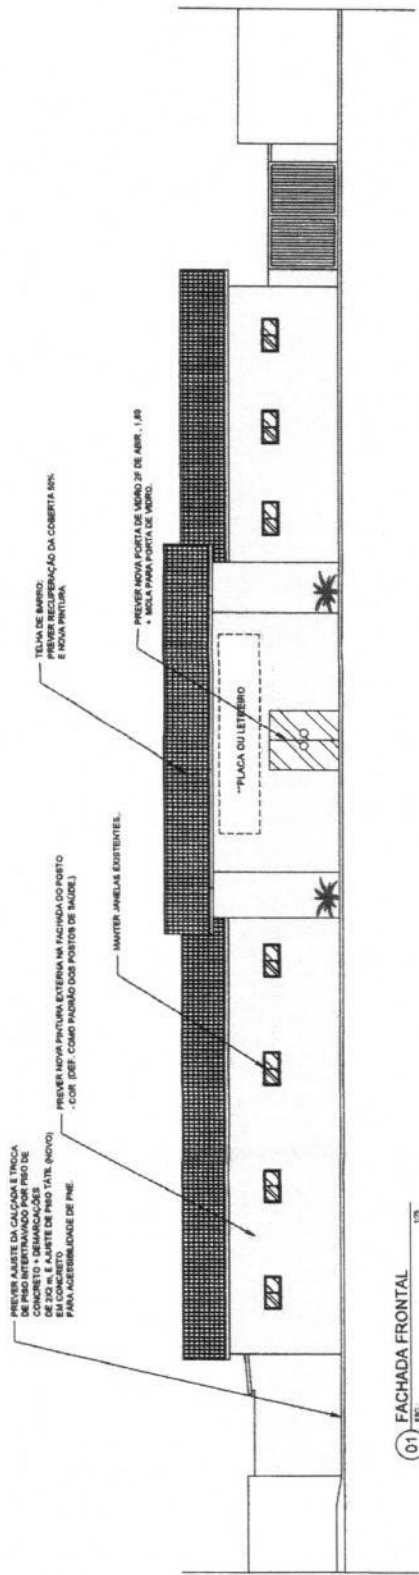 PREVER AJUSTE DA CALÇADA E TROCA
DE PISO INTERTRAVADO POR PISO DE
CONCRETO + DEMARCAÇÕES
DE 2X2 m, E AJUSTE DE PISO TÁTIL (NOVO)
EM CONCRETO
PARA ACESSIBILIDADE DE PNE.
PREVER NOVA PINTURA EXTERNA NA FACHADA DO POSTO
- COR (DEF. COMO PADRÃO DOS POSTOS DE SAÚDE.)
MANTER JANELAS EXISTENTES.
TELHA DE BARRO:
PREVER RECUPERAÇÃO DA COBERTA 50%
E NOVA PINTURA
PREVER NOVA PORTA DE VIDRO 2F DE ABIR , 1,80
+ MOLA PARA PORTA DE VIDRO.
**PLACA OU LETREIRO
01 FACHADA FRONTAL
ESC.: